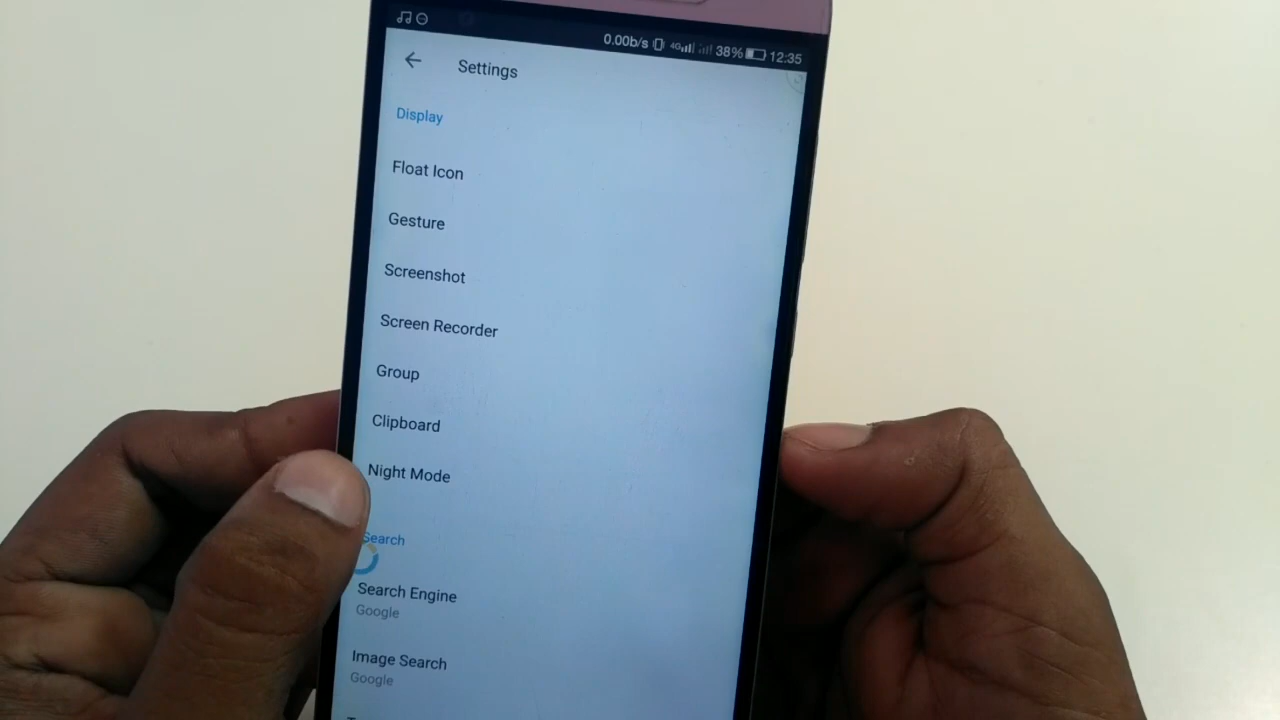 0.00b/s 4G 38% 12:35
Settings
Display
Float Icon
Gesture
Screenshot
Screen Recorder
Group
Clipboard
Night Mode
Search
Search Engine
Google
Image Search
Google